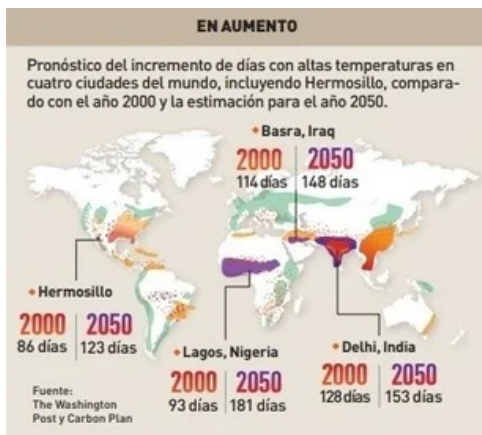 EN AUMENTO
Pronóstico del incremento de días con altas temperaturas en
cuatro ciudades del mundo, incluyendo Hermosillo, compara-
do con el año 2000 y la estimación para el año 2050.
Basra, Iraq
2000 2050
114 días 148 días
Hermosillo
2000 2050
86 días 123 días
Lagos, Nigeria
2000 2050
93 días 181 días
Delhi, India
2000 2050
128 días 153 días
Fuente:
The Washington
Post y Carbon Plan